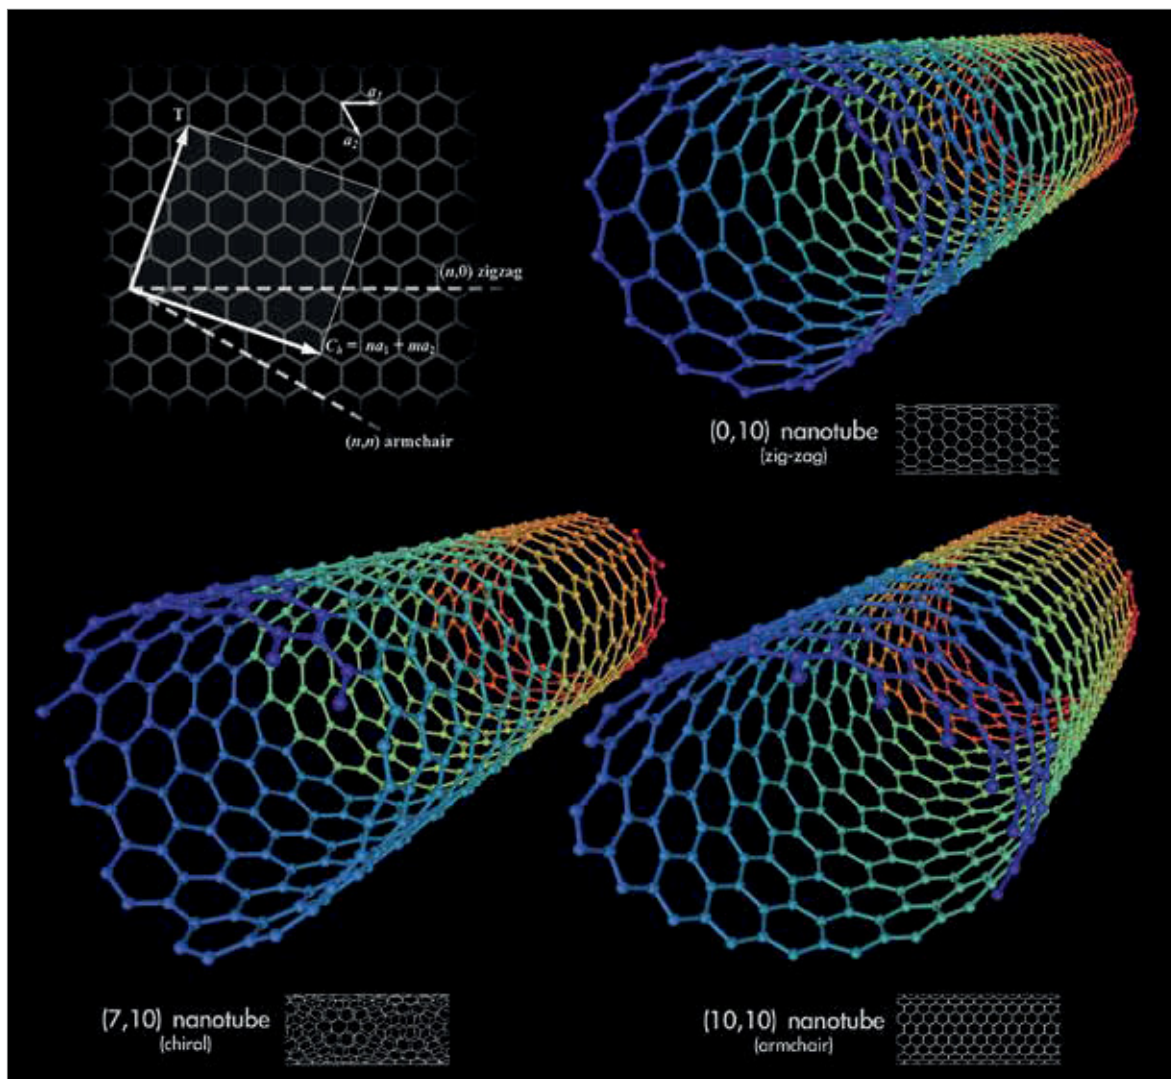 a₁
T
a₂
(n,0) zigzag
Cₕ = na₁ + ma₂
(n,n) armchair
(0,10) nanotube
(zig-zag)
(7,10) nanotube
(chiral)
(10,10) nanotube
(armchair)